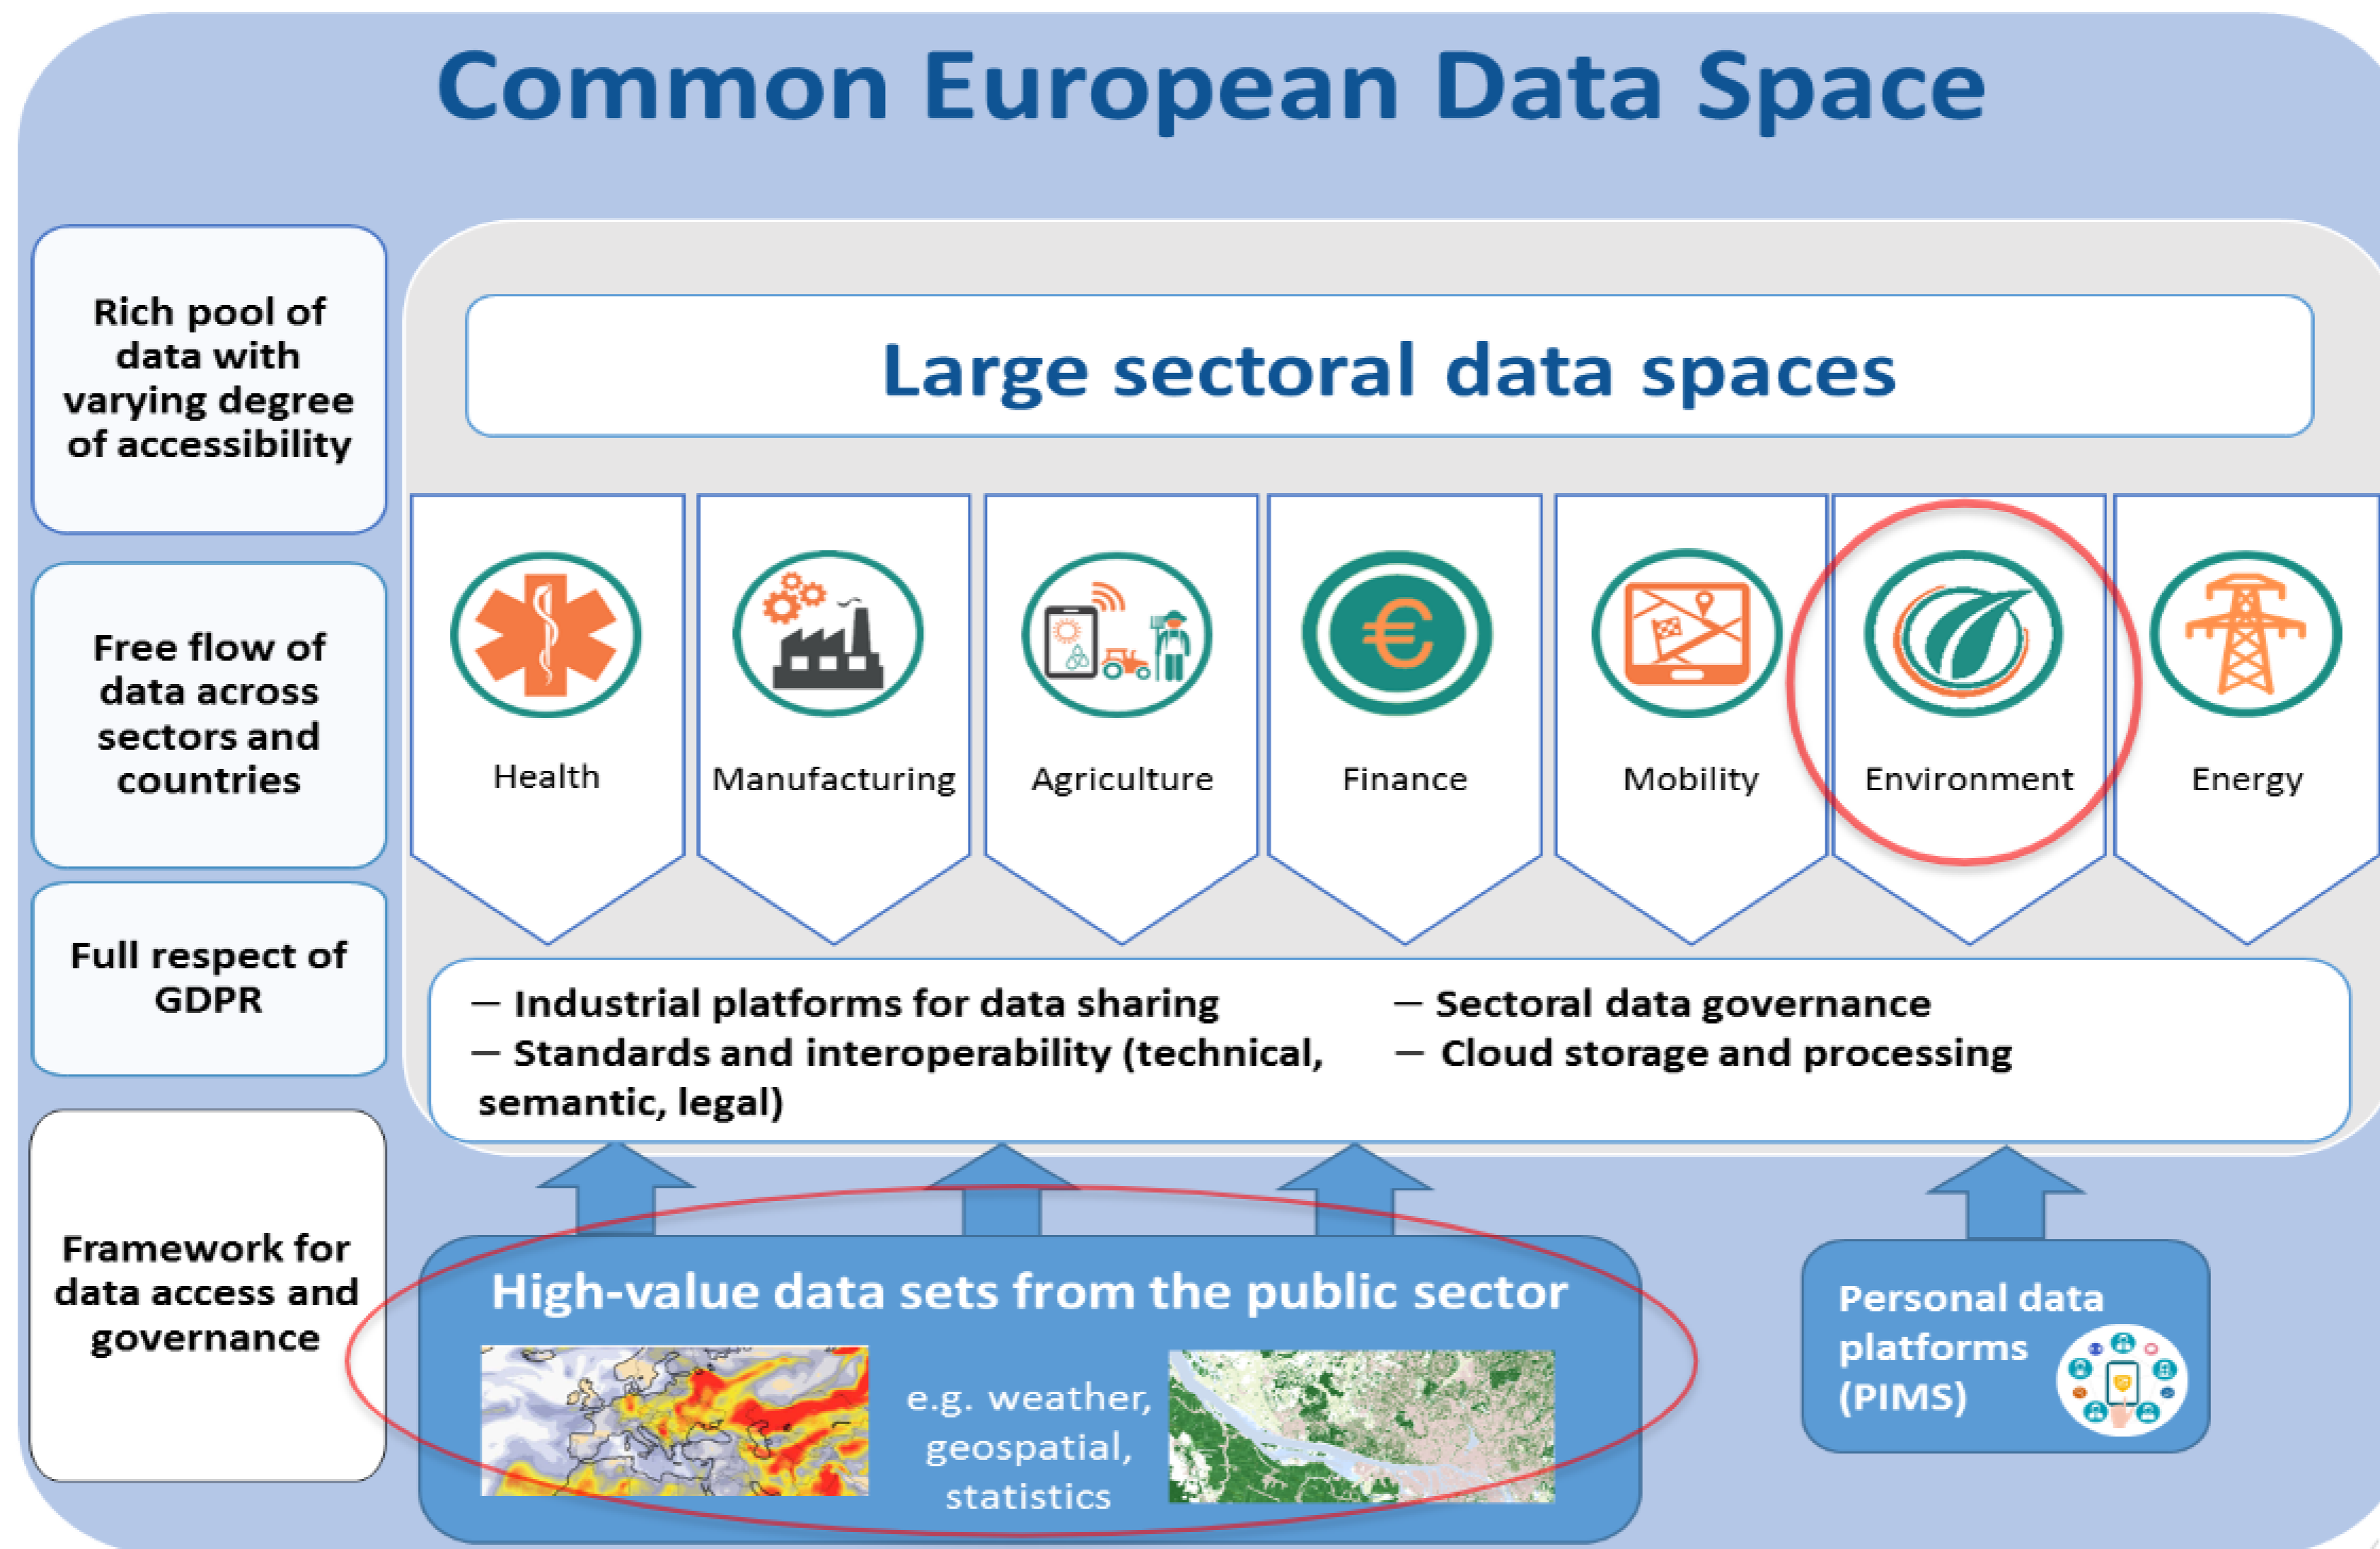 Common European Data Space
Rich pool of
data with
varying degree
of accessibility
Free flow of
data across
sectors and
countries
Full respect of
GDPR
Framework for
data access and
governance
Large sectoral data spaces
Health
Manufacturing
Agriculture
Finance
Mobility
Environment
Energy
— Industrial platforms for data sharing
— Standards and interoperability (technical,
semantic, legal)
— Sectoral data governance
— Cloud storage and processing
High-value data sets from the public sector
e.g. weather,
geospatial,
statistics
Personal data
platforms
(PIMS)